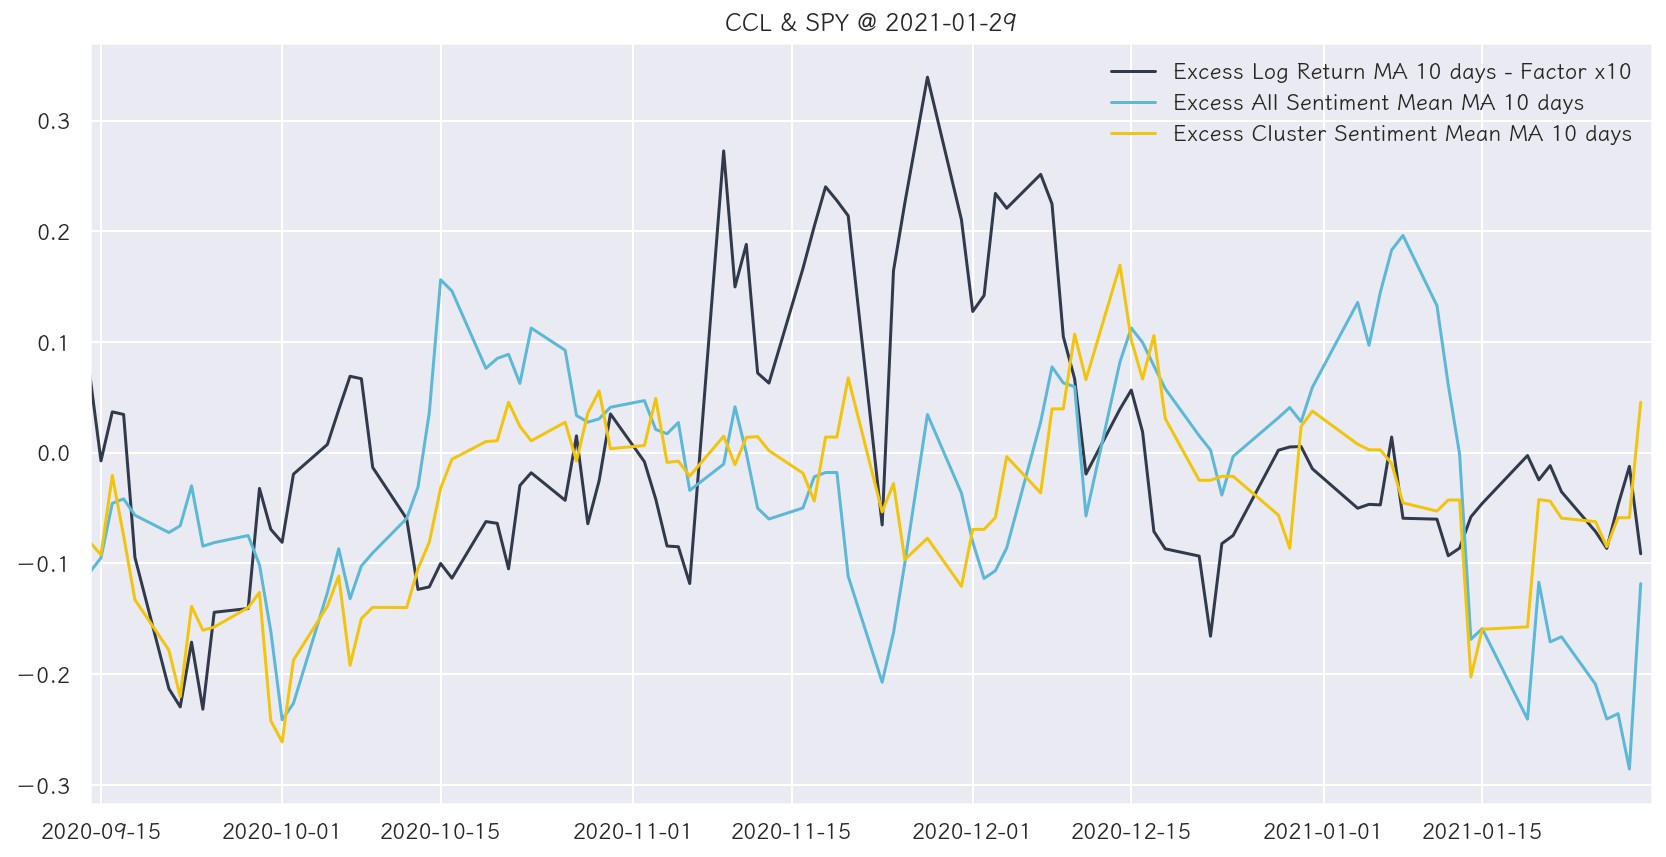 CCL & SPY @ 2021-01-29
Excess Log Return MA 10 days - Factor x10
Excess All Sentiment Mean MA 10 days
Excess Cluster Sentiment Mean MA 10 days
0.3
0.2
0.1
0.0
−0.1
−0.2
−0.3
2020-09-15 2020-10-01 2020-10-15 2020-11-01 2020-11-15 2020-12-01 2020-12-15 2021-01-01 2021-01-15